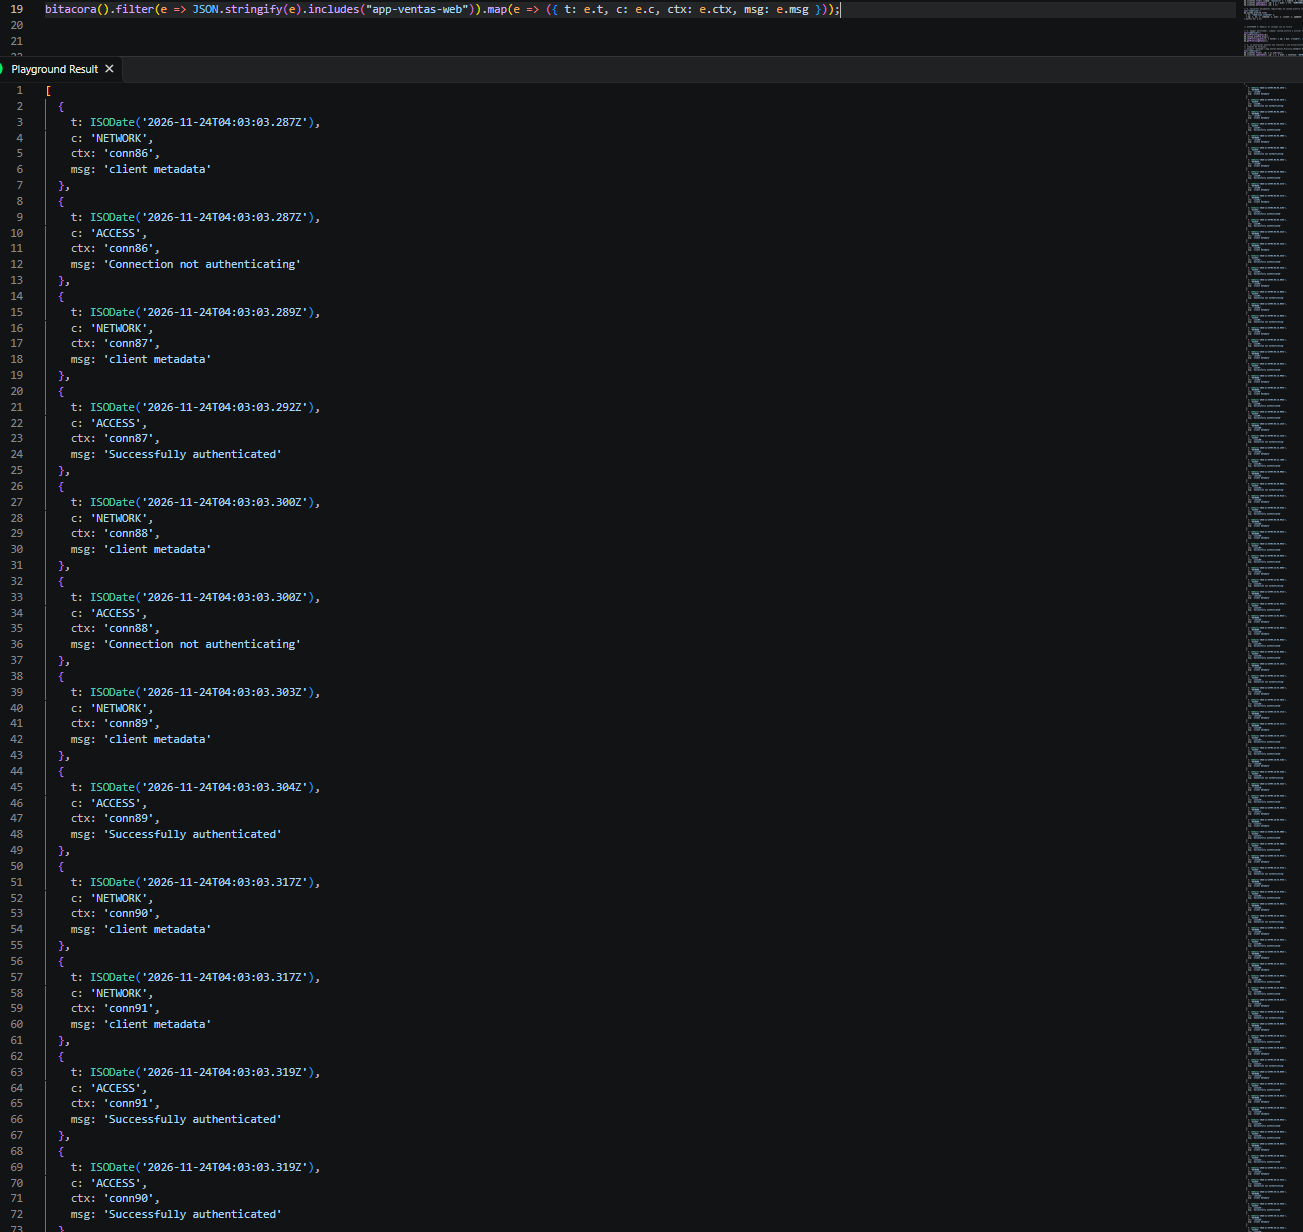 19 bitacora().filter(e => JSON.stringify(e).includes("app-ventas-web")).map(e => ({ t: e.t, c: e.c, ctx: e.ctx, msg: e.msg }));
20
21
Playground Result ×
1 [
2 {
3 t: ISODate('2026-11-24T04:03:03.287Z'),
4 c: 'NETWORK',
5 ctx: 'conn86',
6 msg: 'client metadata'
7 },
8 {
9 t: ISODate('2026-11-24T04:03:03.287Z'),
10 c: 'ACCESS',
11 ctx: 'conn86',
12 msg: 'Connection not authenticating'
13 },
14 {
15 t: ISODate('2026-11-24T04:03:03.289Z'),
16 c: 'NETWORK',
17 ctx: 'conn87',
18 msg: 'client metadata'
19 },
20 {
21 t: ISODate('2026-11-24T04:03:03.292Z'),
22 c: 'ACCESS',
23 ctx: 'conn87',
24 msg: 'Successfully authenticated'
25 },
26 {
27 t: ISODate('2026-11-24T04:03:03.300Z'),
28 c: 'NETWORK',
29 ctx: 'conn88',
30 msg: 'client metadata'
31 },
32 {
33 t: ISODate('2026-11-24T04:03:03.300Z'),
34 c: 'ACCESS',
35 ctx: 'conn88',
36 msg: 'Connection not authenticating'
37 },
38 {
39 t: ISODate('2026-11-24T04:03:03.303Z'),
40 c: 'NETWORK',
41 ctx: 'conn89',
42 msg: 'client metadata'
43 },
44 {
45 t: ISODate('2026-11-24T04:03:03.304Z'),
46 c: 'ACCESS',
47 ctx: 'conn89',
48 msg: 'Successfully authenticated'
49 },
50 {
51 t: ISODate('2026-11-24T04:03:03.317Z'),
52 c: 'NETWORK',
53 ctx: 'conn90',
54 msg: 'client metadata'
55 },
56 {
57 t: ISODate('2026-11-24T04:03:03.317Z'),
58 c: 'NETWORK',
59 ctx: 'conn91',
60 msg: 'client metadata'
61 },
62 {
63 t: ISODate('2026-11-24T04:03:03.319Z'),
64 c: 'ACCESS',
65 ctx: 'conn91',
66 msg: 'Successfully authenticated'
67 },
68 {
69 t: ISODate('2026-11-24T04:03:03.319Z'),
70 c: 'ACCESS',
71 ctx: 'conn90',
72 msg: 'Successfully authenticated'
73 }